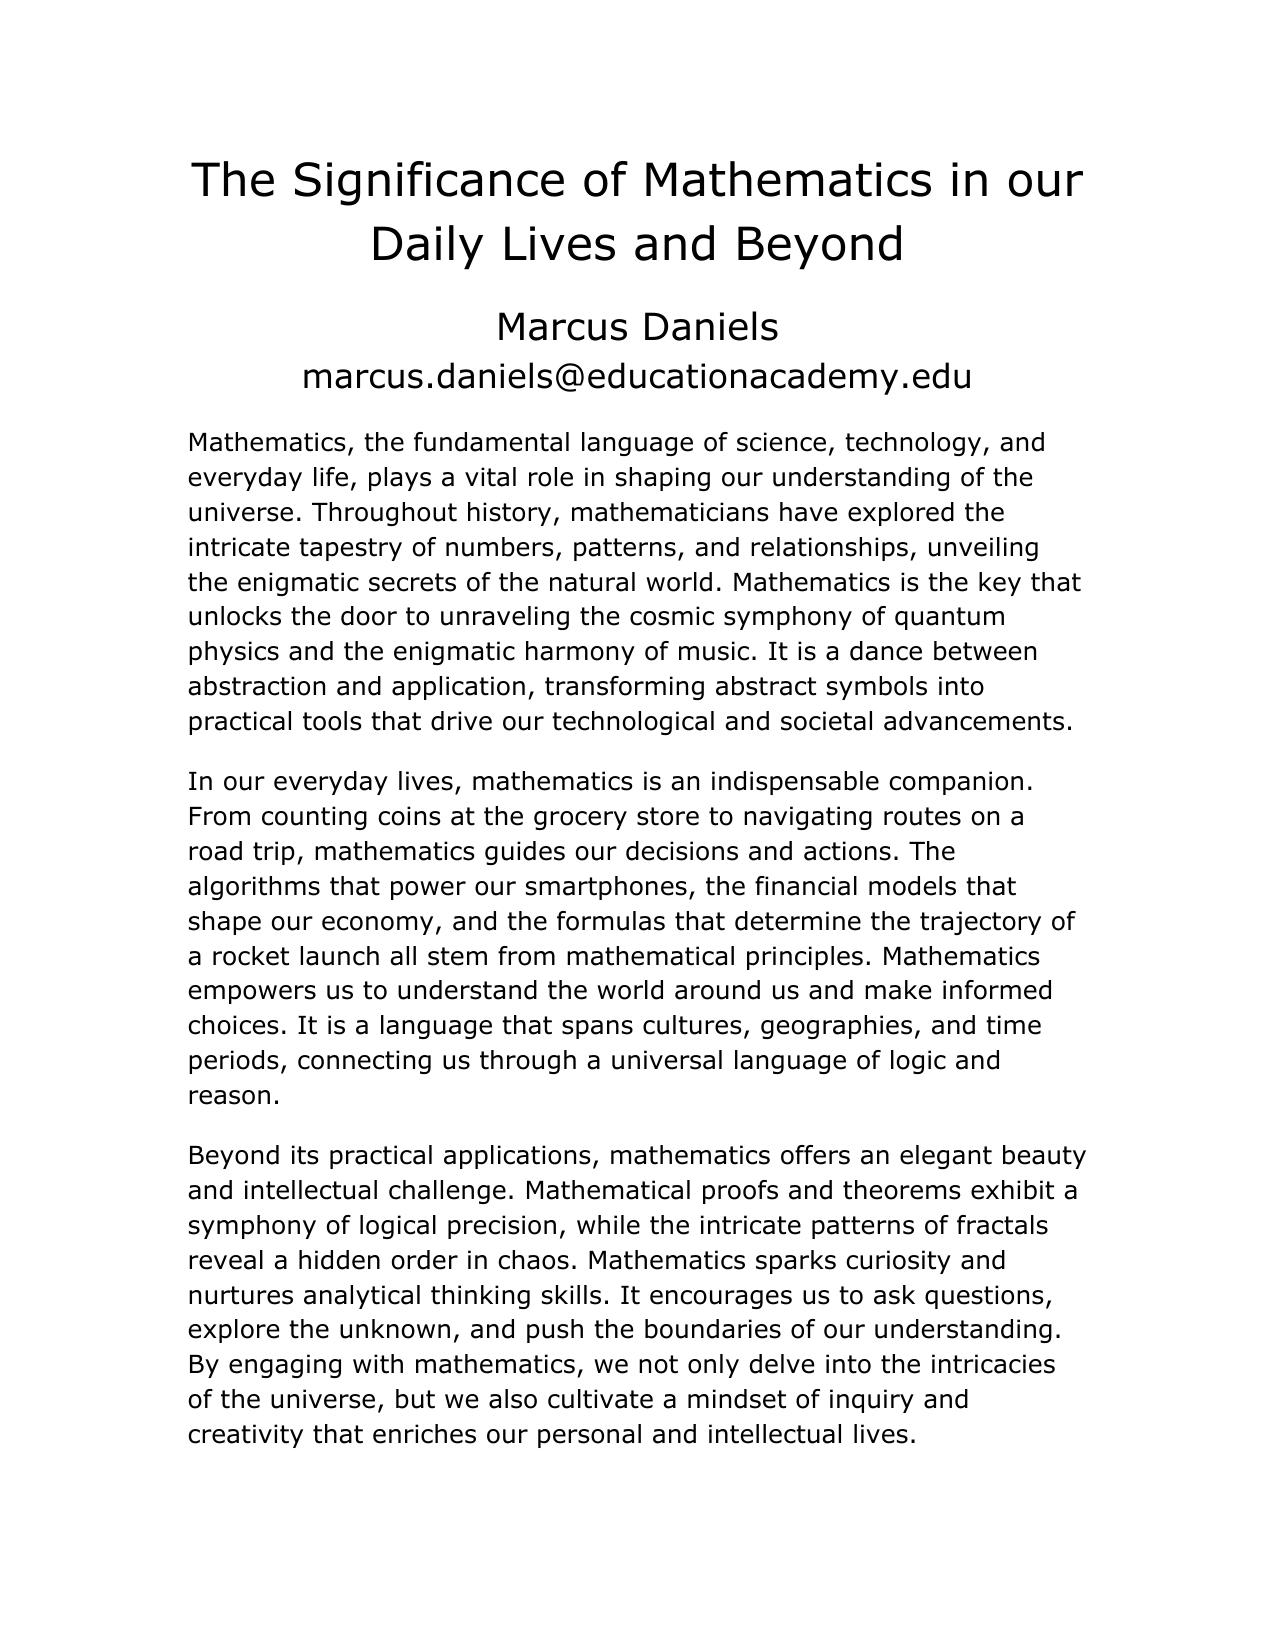 The Significance of Mathematics in our
Daily Lives and Beyond
Marcus Daniels
marcus.daniels@educationacademy.edu
Mathematics, the fundamental language of science, technology, and
everyday life, plays a vital role in shaping our understanding of the
universe. Throughout history, mathematicians have explored the
intricate tapestry of numbers, patterns, and relationships, unveiling
the enigmatic secrets of the natural world. Mathematics is the key that
unlocks the door to unraveling the cosmic symphony of quantum
physics and the enigmatic harmony of music. It is a dance between
abstraction and application, transforming abstract symbols into
practical tools that drive our technological and societal advancements.
In our everyday lives, mathematics is an indispensable companion.
From counting coins at the grocery store to navigating routes on a
road trip, mathematics guides our decisions and actions. The
algorithms that power our smartphones, the financial models that
shape our economy, and the formulas that determine the trajectory of
a rocket launch all stem from mathematical principles. Mathematics
empowers us to understand the world around us and make informed
choices. It is a language that spans cultures, geographies, and time
periods, connecting us through a universal language of logic and
reason.
Beyond its practical applications, mathematics offers an elegant beauty
and intellectual challenge. Mathematical proofs and theorems exhibit a
symphony of logical precision, while the intricate patterns of fractals
reveal a hidden order in chaos. Mathematics sparks curiosity and
nurtures analytical thinking skills. It encourages us to ask questions,
explore the unknown, and push the boundaries of our understanding.
By engaging with mathematics, we not only delve into the intricacies
of the universe, but we also cultivate a mindset of inquiry and
creativity that enriches our personal and intellectual lives.